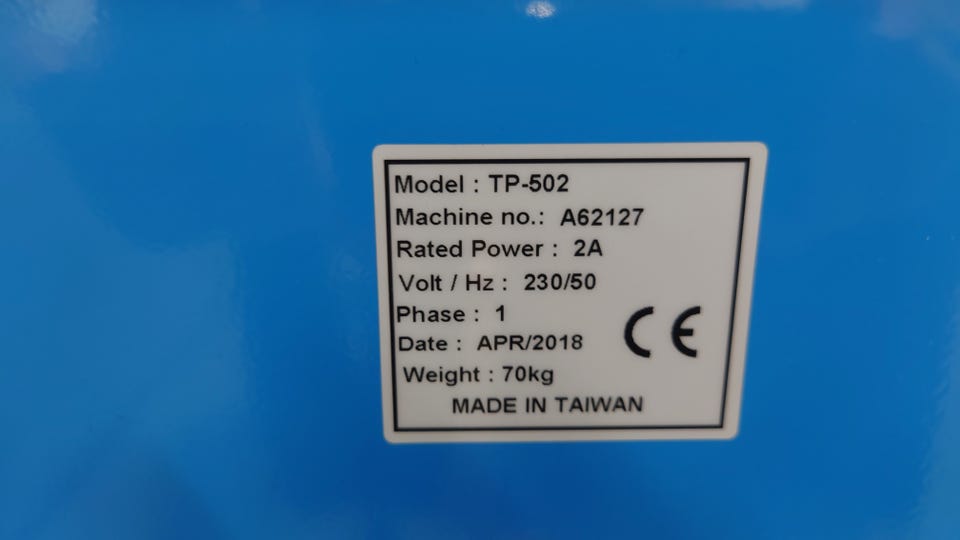 Model : TP-502
Machine no.: A62127
Rated Power : 2A
Volt / Hz : 230/50
Phase : 1
Date : APR/2018
CE
Weight : 70kg
MADE IN TAIWAN